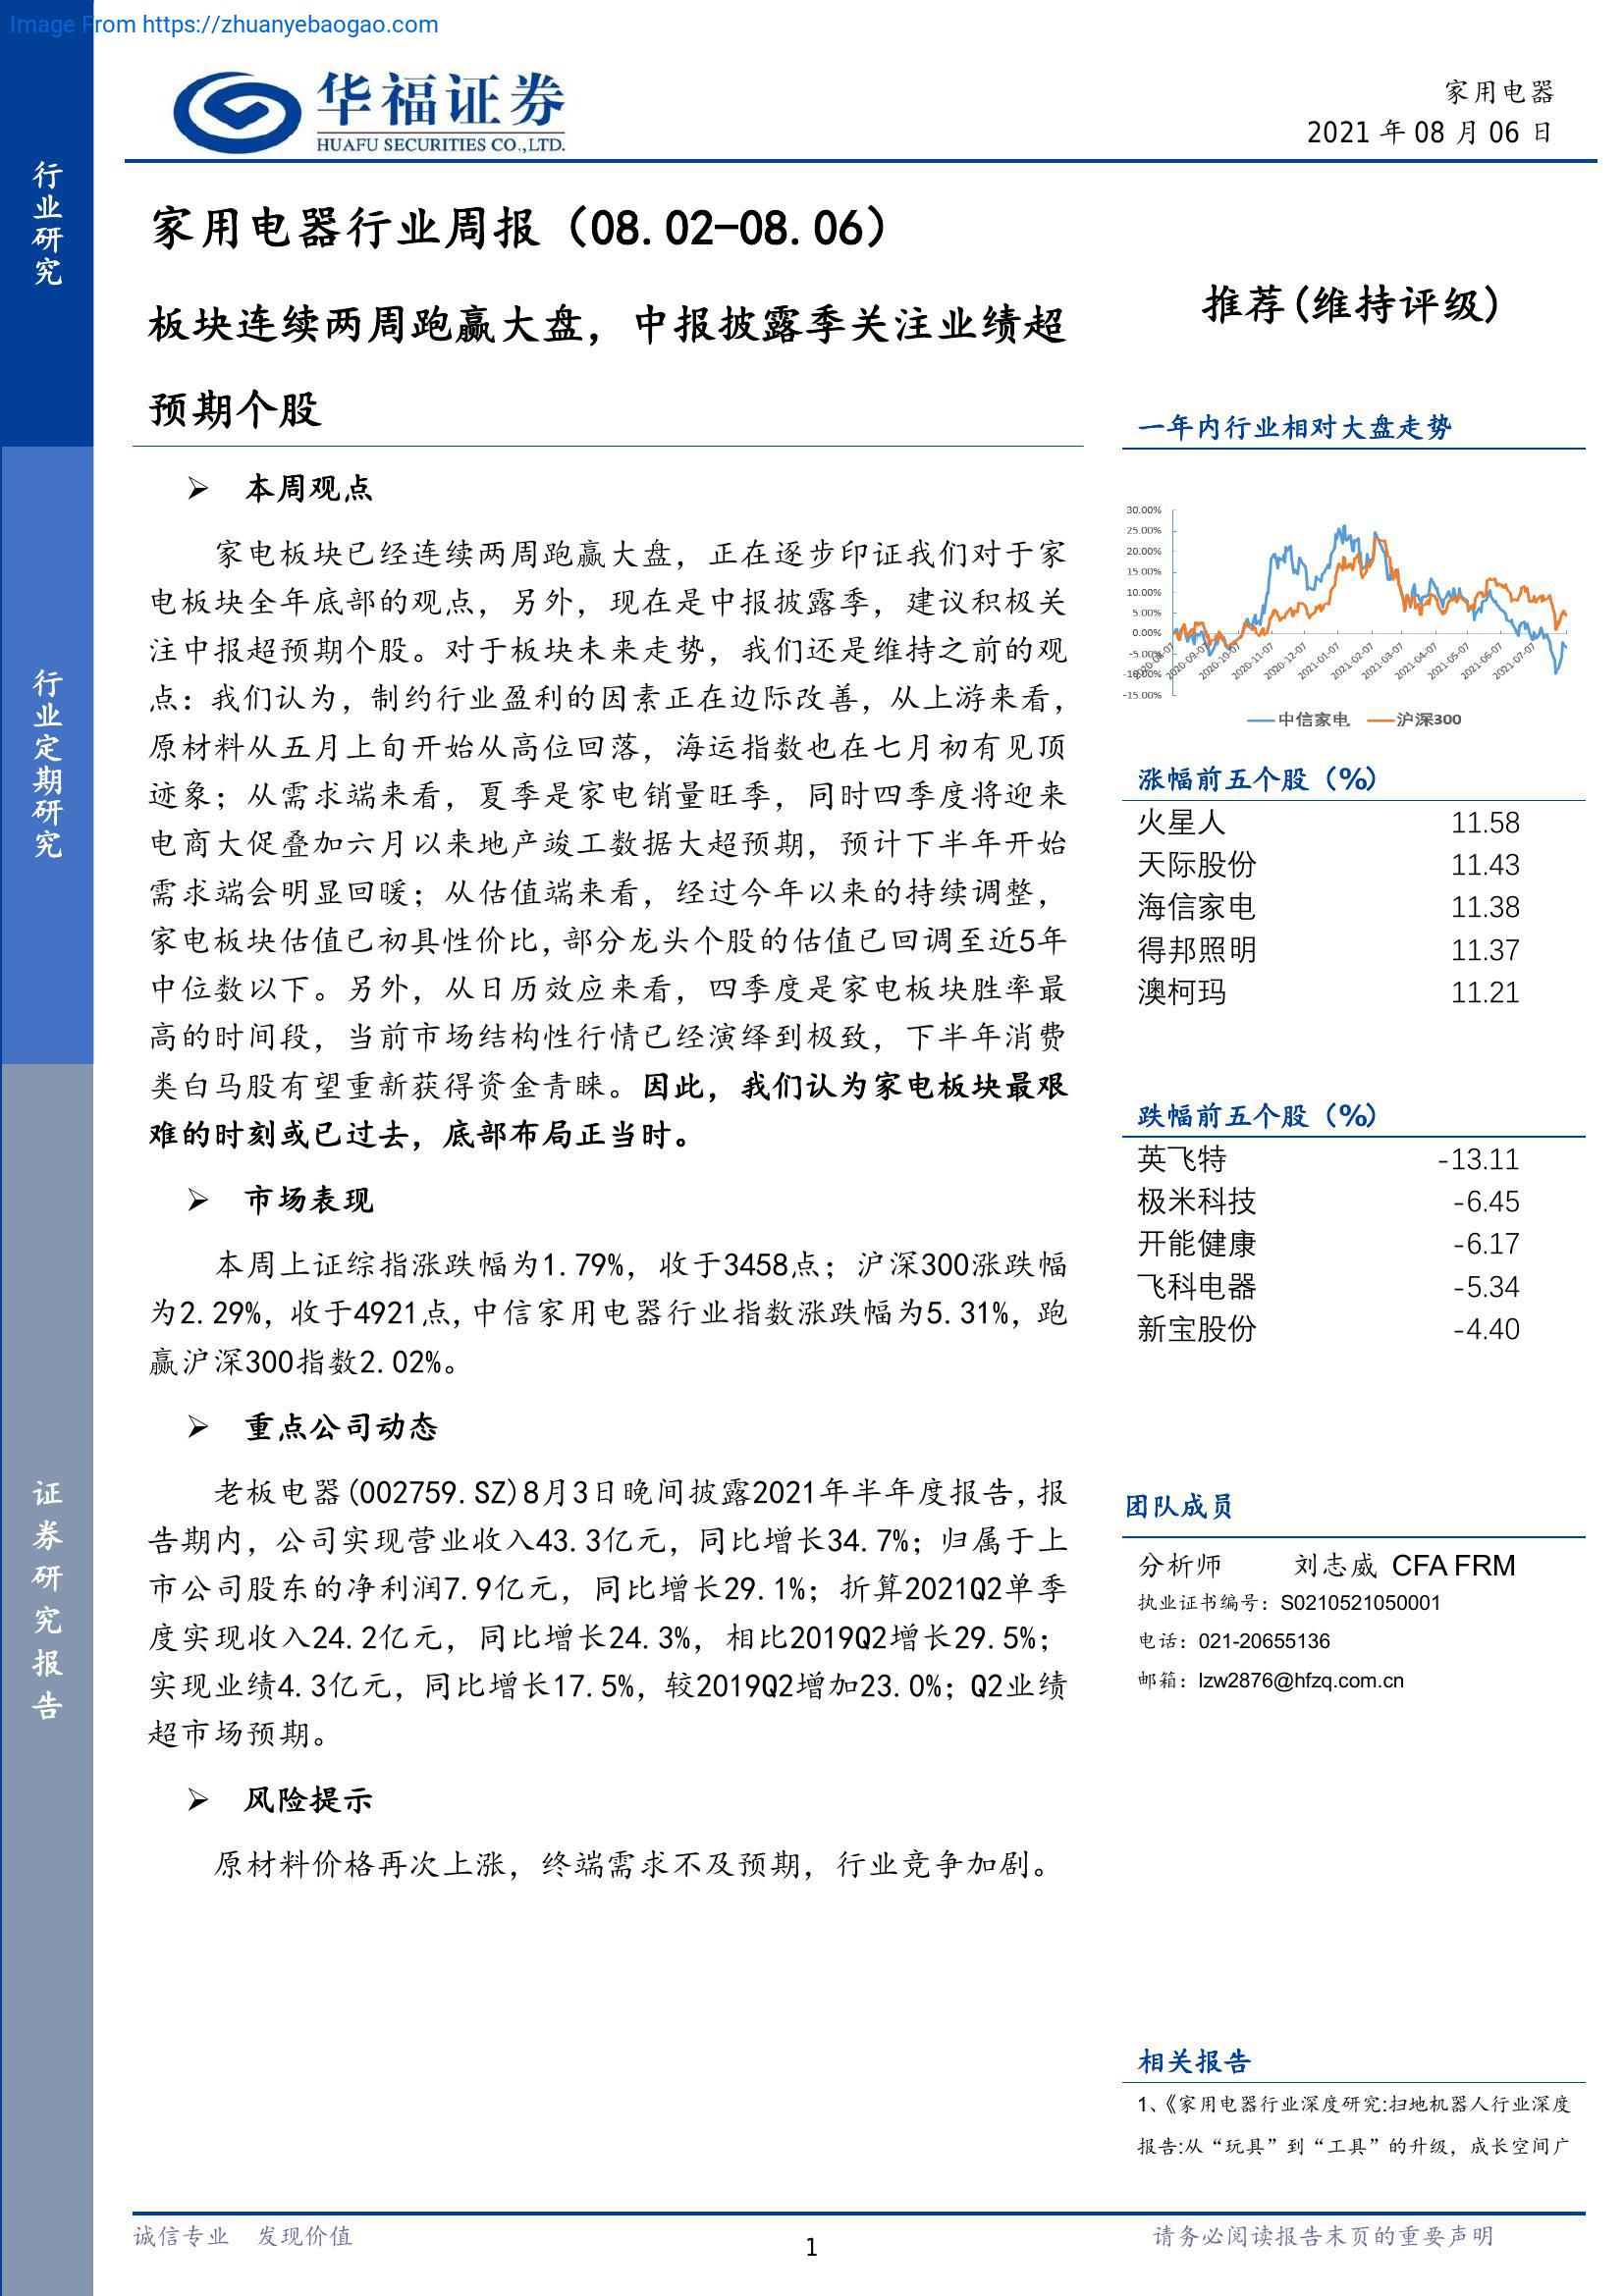 Image From https://zhuanyebaogao.com
华福证券
HUAFU SECURITIES CO.,LTD.
家用电器
2021 年 08 月 06 日
行业研究
行业定期研究
证券研究报告
家用电器行业周报（08.02-08.06）
板块连续两周跑赢大盘，中报披露季关注业绩超
预期个股
➢ 本周观点
家电板块已经连续两周跑赢大盘，正在逐步印证我们对于家
电板块全年底部的观点，另外，现在是中报披露季，建议积极关
注中报超预期个股。对于板块未来走势，我们还是维持之前的观
点：我们认为，制约行业盈利的因素正在边际改善，从上游来看，
原材料从五月上旬开始从高位回落，海运指数也在七月初有见顶
迹象；从需求端来看，夏季是家电销量旺季，同时四季度将迎来
电商大促叠加六月以来地产竣工数据大超预期，预计下半年开始
需求端会明显回暖；从估值端来看，经过今年以来的持续调整，
家电板块估值已初具性价比,部分龙头个股的估值已回调至近5年
中位数以下。另外，从日历效应来看，四季度是家电板块胜率最
高的时间段，当前市场结构性行情已经演绎到极致，下半年消费
类白马股有望重新获得资金青睐。因此，我们认为家电板块最艰
难的时刻或已过去，底部布局正当时。
➢ 市场表现
本周上证综指涨跌幅为1.79%，收于3458点；沪深300涨跌幅
为2.29%，收于4921点,中信家用电器行业指数涨跌幅为5.31%，跑
赢沪深300指数2.02%。
➢ 重点公司动态
老板电器(002759.SZ)8月3日晚间披露2021年半年度报告,报
告期内，公司实现营业收入43.3亿元，同比增长34.7%；归属于上
市公司股东的净利润7.9亿元，同比增长29.1%；折算2021Q2单季
度实现收入24.2亿元，同比增长24.3%，相比2019Q2增长29.5%；
实现业绩4.3亿元，同比增长17.5%，较2019Q2增加23.0%；Q2业绩
超市场预期。
➢ 风险提示
原材料价格再次上涨，终端需求不及预期，行业竞争加剧。
推荐(维持评级)
一年内行业相对大盘走势
30.00%
25.00%
20.00%
15.00%
10.00%
5.00%
0.00%
-5.00%
-10.00%
-15.00%
2020-08-07
2020-09-07
2020-10-07
2020-11-07
2020-12-07
2021-01-07
2021-02-07
2021-03-07
2021-04-07
2021-05-07
2021-06-07
2021-07-07
中信家电 沪深300
涨幅前五个股（%）
火星人 11.58
天际股份 11.43
海信家电 11.38
得邦照明 11.37
澳柯玛 11.21
跌幅前五个股（%）
英飞特 -13.11
极米科技 -6.45
开能健康 -6.17
飞科电器 -5.34
新宝股份 -4.40
团队成员
分析师 刘志威 CFA FRM
执业证书编号：S0210521050001
电话：021-20655136
邮箱：lzw2876@hfzq.com.cn
相关报告
1、《家用电器行业深度研究:扫地机器人行业深度
报告:从“玩具”到“工具”的升级，成长空间广
诚信专业 发现价值
1
请务必阅读报告末页的重要声明